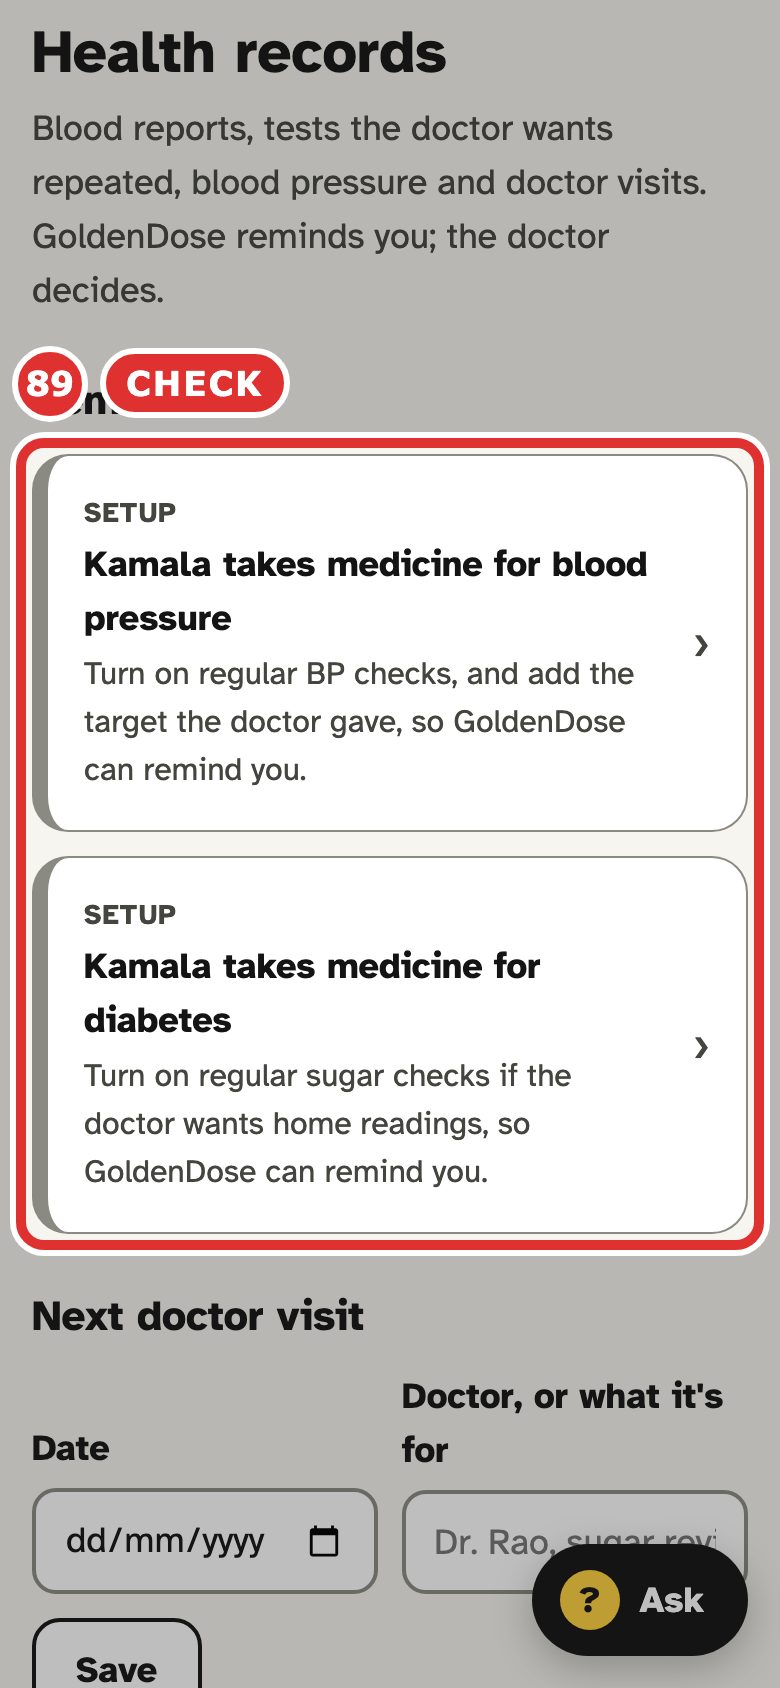 Health records
Blood reports, tests the doctor wants
repeated, blood pressure and doctor visits.
GoldenDose reminds you; the doctor
decides.
89 CHECK
SETUP
Kamala takes medicine for blood
pressure
Turn on regular BP checks, and add the
target the doctor gave, so GoldenDose
can remind you.
›
SETUP
Kamala takes medicine for
diabetes
Turn on regular sugar checks if the
doctor wants home readings, so
GoldenDose can remind you.
›
Next doctor visit
Date
Doctor, or what it's
for
dd/mm/yyyy
Dr. Rao, sugar
? Ask
Save